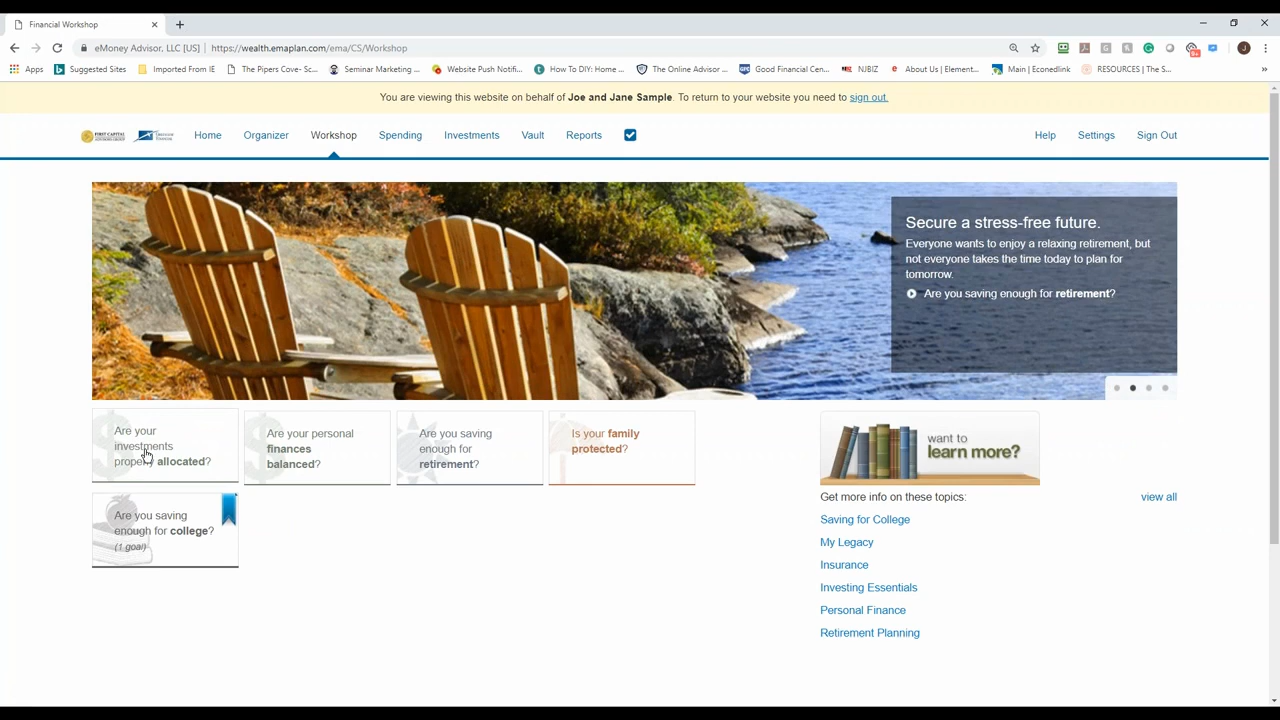 Financial Workshop
eMoney Advisor, LLC [US] | https://wealth.emaplan.com/ema/CS/Workshop
Apps Suggested Sites Imported From IE The Pipers Cove- Sc... Seminar Marketing ... Website Push Notifi... How To DIY: Home ... The Online Advisor ... Good Financial Cen... NJBIZ About Us | Element... Main | Econedlink RESOURCES | The S... »
You are viewing this website on behalf of Joe and Jane Sample. To return to your website you need to sign out.
FIRST CAPITAL
Home Organizer Workshop Spending Investments Vault Reports Help Settings Sign Out
Secure a stress-free future.
Everyone wants to enjoy a relaxing retirement, but
not everyone takes the time today to plan for
tomorrow.
Are you saving enough for retirement?
Are your
investments
properly allocated?
Are your personal
finances
balanced?
Are you saving
enough for
retirement?
Is your family
protected?
Are you saving
enough for college?
(1 goal)
want to
learn more?
Get more info on these topics: view all
Saving for College
My Legacy
Insurance
Investing Essentials
Personal Finance
Retirement Planning